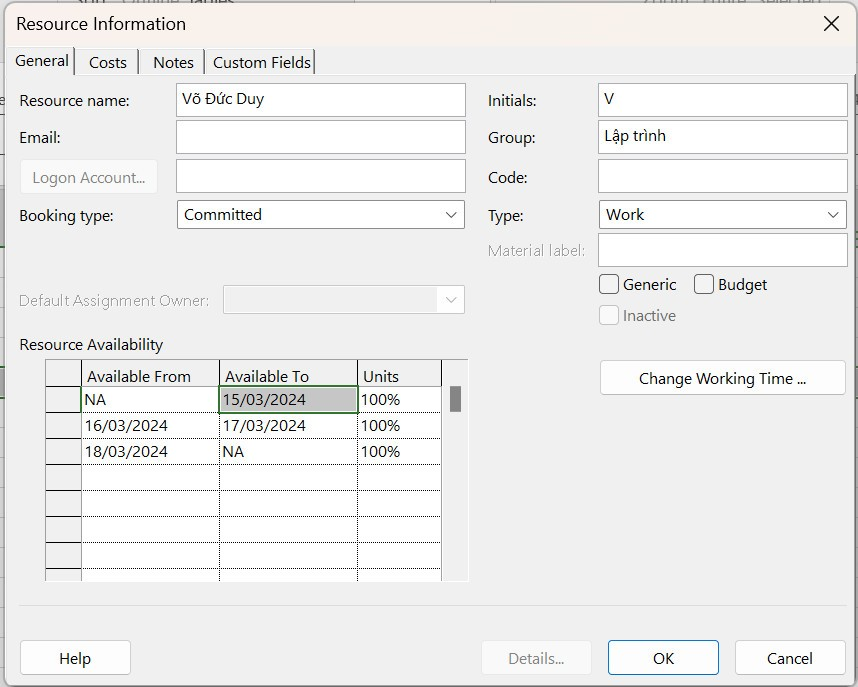 Resource Information
General Costs Notes Custom Fields
Resource name: Võ Đức Duy Initials: V
Email: Group: Lập trình
Logon Account... Code:
Booking type: Committed Type: Work
Material label:
Generic Budget
Default Assignment Owner:
Inactive
Resource Availability
Available From Available To Units
Change Working Time ...
NA 15/03/2024 100%
16/03/2024 17/03/2024 100%
18/03/2024 NA 100%
Help Details... OK Cancel